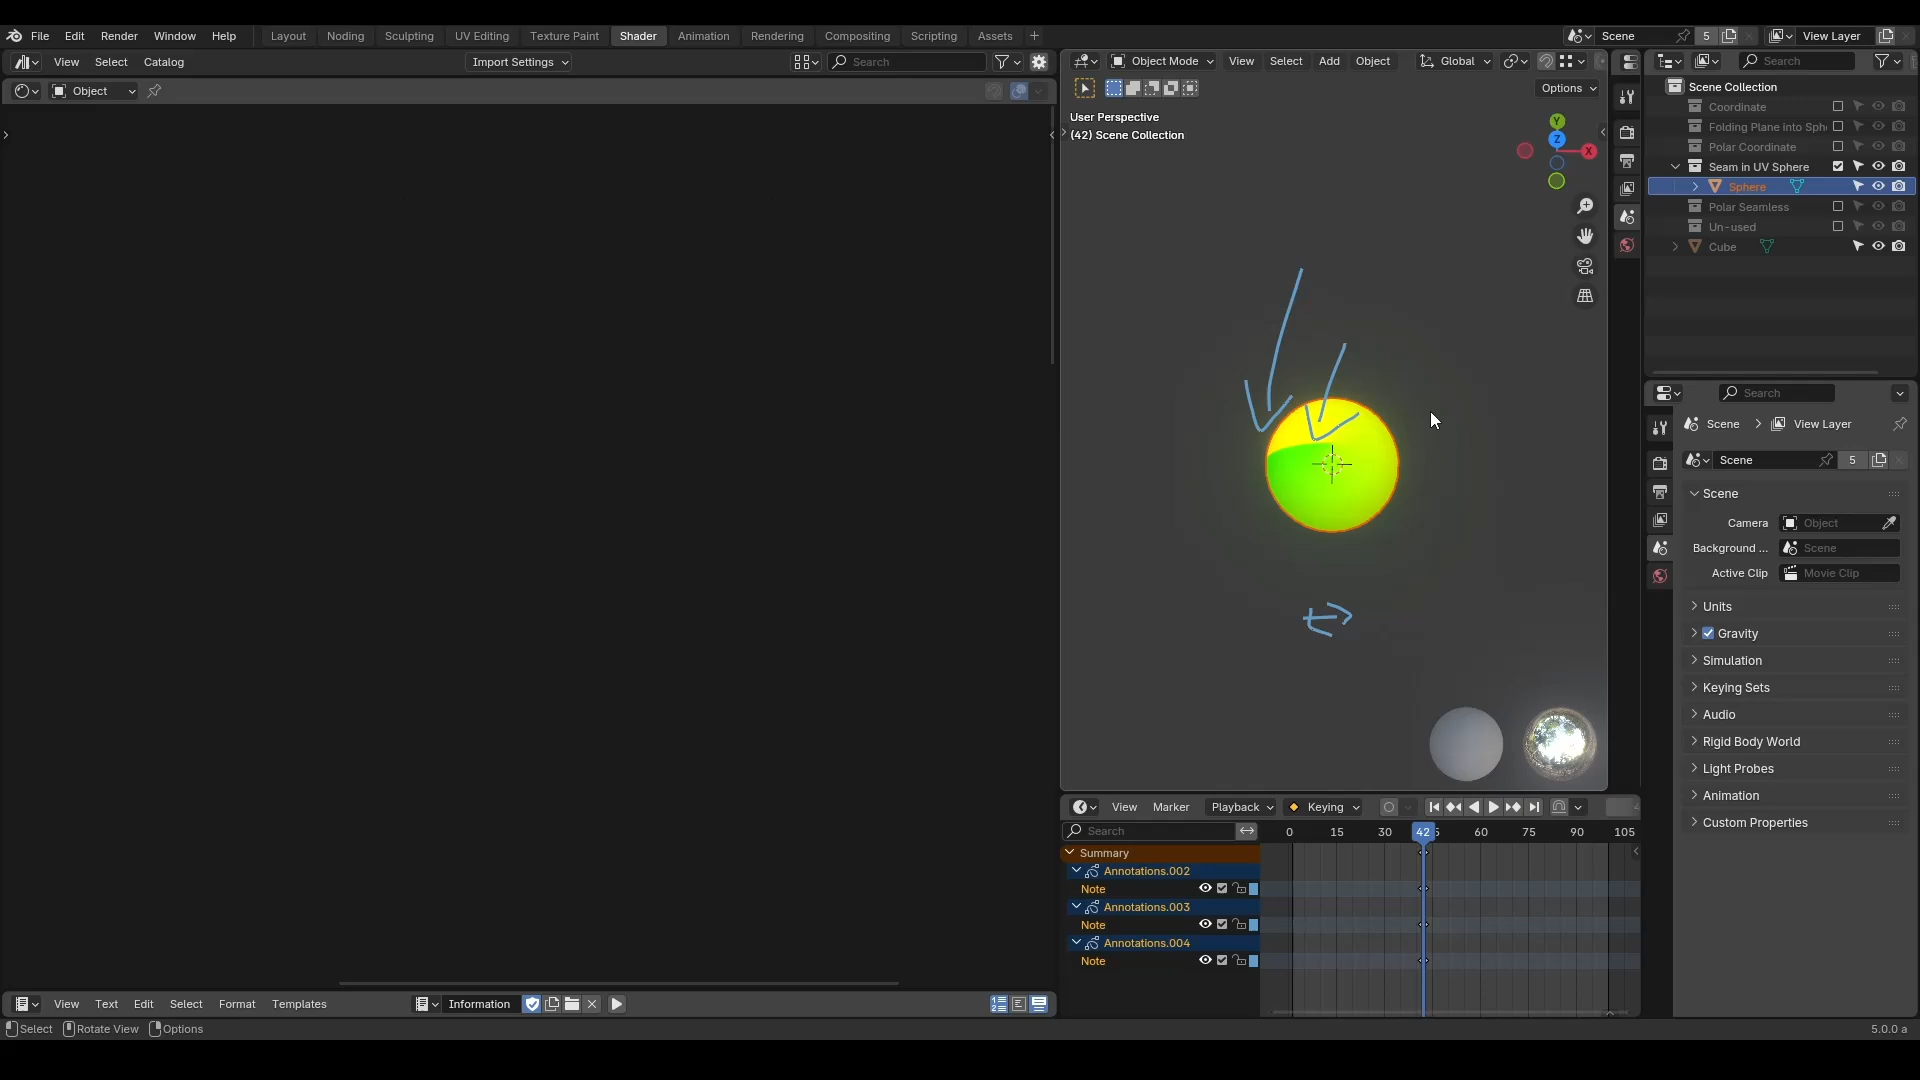 File Edit Render Window Help Layout Noding Sculpting UV Editing Texture Paint Shader Animation Rendering Compositing Scripting Assets + Scene 5 View Layer
View Select Catalog Import Settings Search
Object
Object Mode View Select Add Object Global
Options
User Perspective
(42) Scene Collection
Y
Z
X
Search
Scene Collection
Coordinate
Folding Plane into Sph
Polar Coordinate
Seam in UV Sphere
Sphere
Polar Seamless
Un-used
Cube
Search
Scene > View Layer
Scene 5
Scene
Camera Object
Background ... Scene
Active Clip Movie Clip
Units
Gravity
Simulation
Keying Sets
Audio
Rigid Body World
Light Probes
Animation
Custom Properties
View Marker Playback Keying
Search 0 15 30 42 60 75 90 105
Summary
Annotations.002
Note
Annotations.003
Note
Annotations.004
Note
View Text Edit Select Format Templates Information
Select Rotate View Options 5.0.0 a